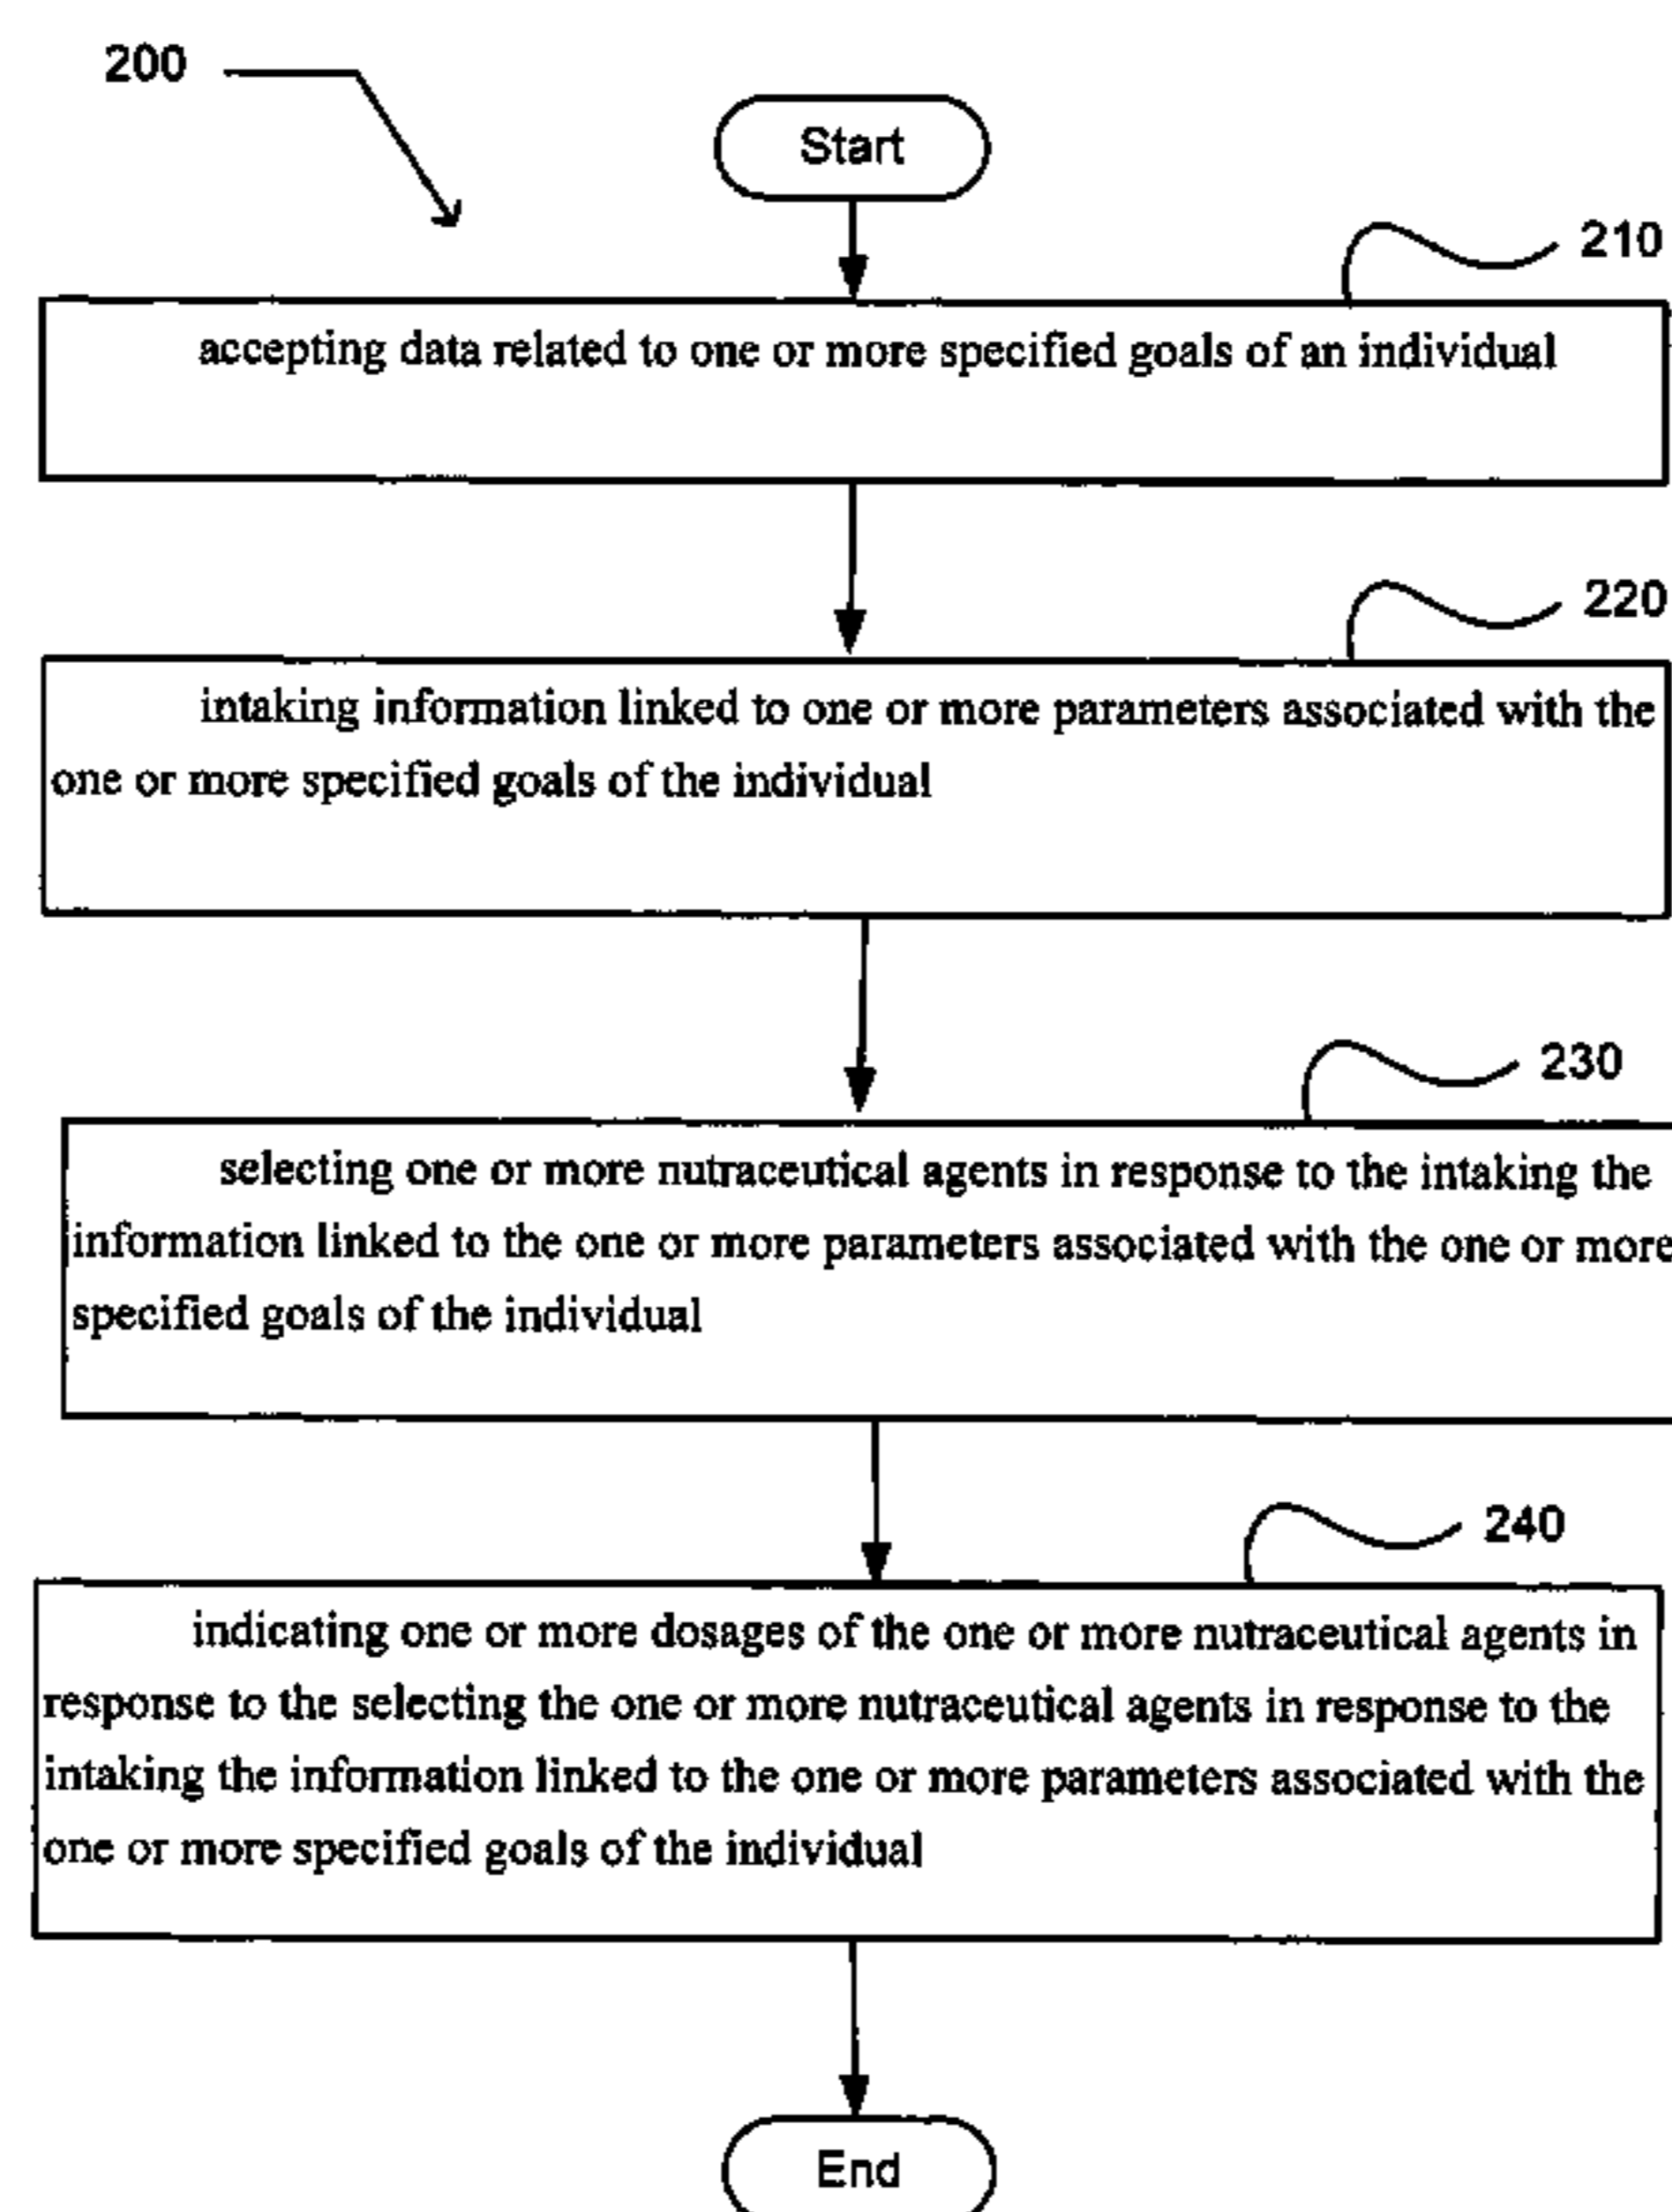 200
Start
210
accepting data related to one or more specified goals of an individual
220
intaking information linked to one or more parameters associated with the
one or more specified goals of the individual
230
selecting one or more nutraceutical agents in response to the intaking the
information linked to the one or more parameters associated with the one or more
specified goals of the individual
240
indicating one or more dosages of the one or more nutraceutical agents in
response to the selecting the one or more nutraceutical agents in response to the
intaking the information linked to the one or more parameters associated with the
one or more specified goals of the individual
End